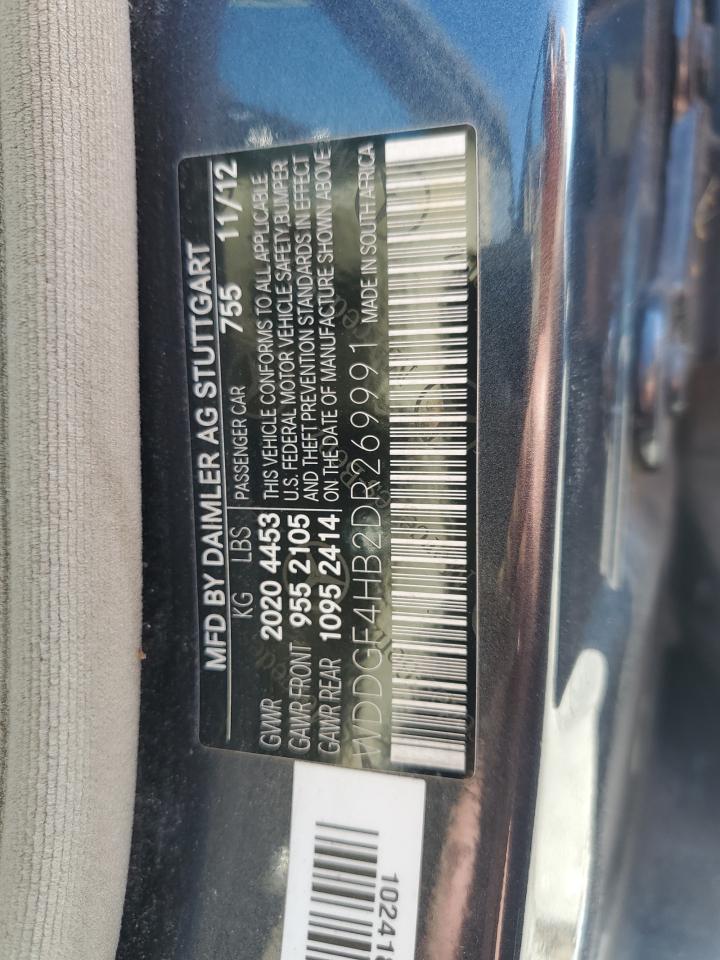 MFD BY DAIMLER AG STUTTGART
755 11/12
KG LBS PASSENGER CAR
GVWR 2020 4453 THIS VEHICLE CONFORMS TO ALL APPLICABLE
GAWR FRONT 955 2105 U.S. FEDERAL MOTOR VEHICLE SAFETY,BUMPER
GAWR REAR 1095 2414 AND THEFT PREVENTION STANDARDS IN EFFECT
ON THE DATE OF MANUFACTURE SHOWN ABOVE
WDDGF4HB2DR269991 MADE IN SOUTH AFRICA